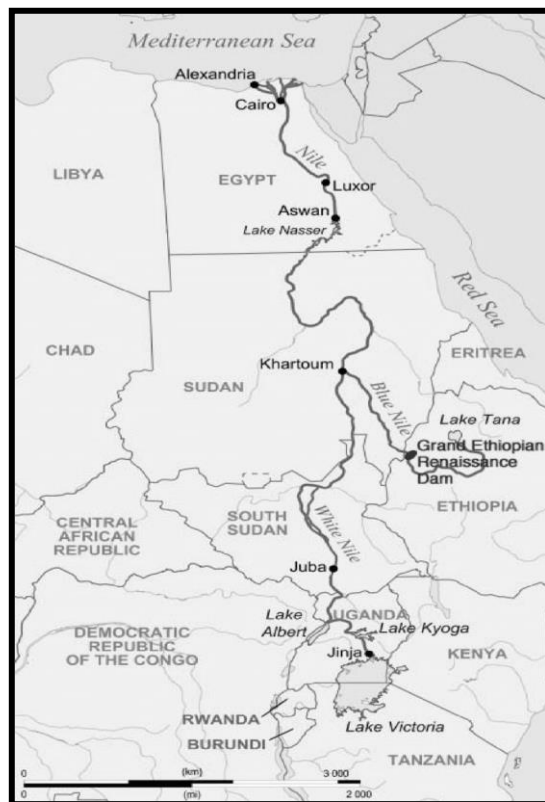 Mediterranean Sea
Alexandria
Cairo
LIBYA
EGYPT
Nile
Luxor
Aswan
Lake Nasser
Red Sea
CHAD
SUDAN
Khartoum
ERITREA
Blue Nile
Lake Tana
Grand Ethiopian
Renaissance
Dam
ETHIOPIA
CENTRAL
AFRICAN
REPUBLIC
SOUTH
SUDAN
White Nile
Juba
Lake
Albert
UGANDA
Lake Kyoga
DEMOCRATIC
REPUBLIC
OF THE CONGO
Jinja
KENYA
RWANDA
BURUNDI
Lake Victoria
TANZANIA
0 (km) 3 000
0 (mi) 2 000